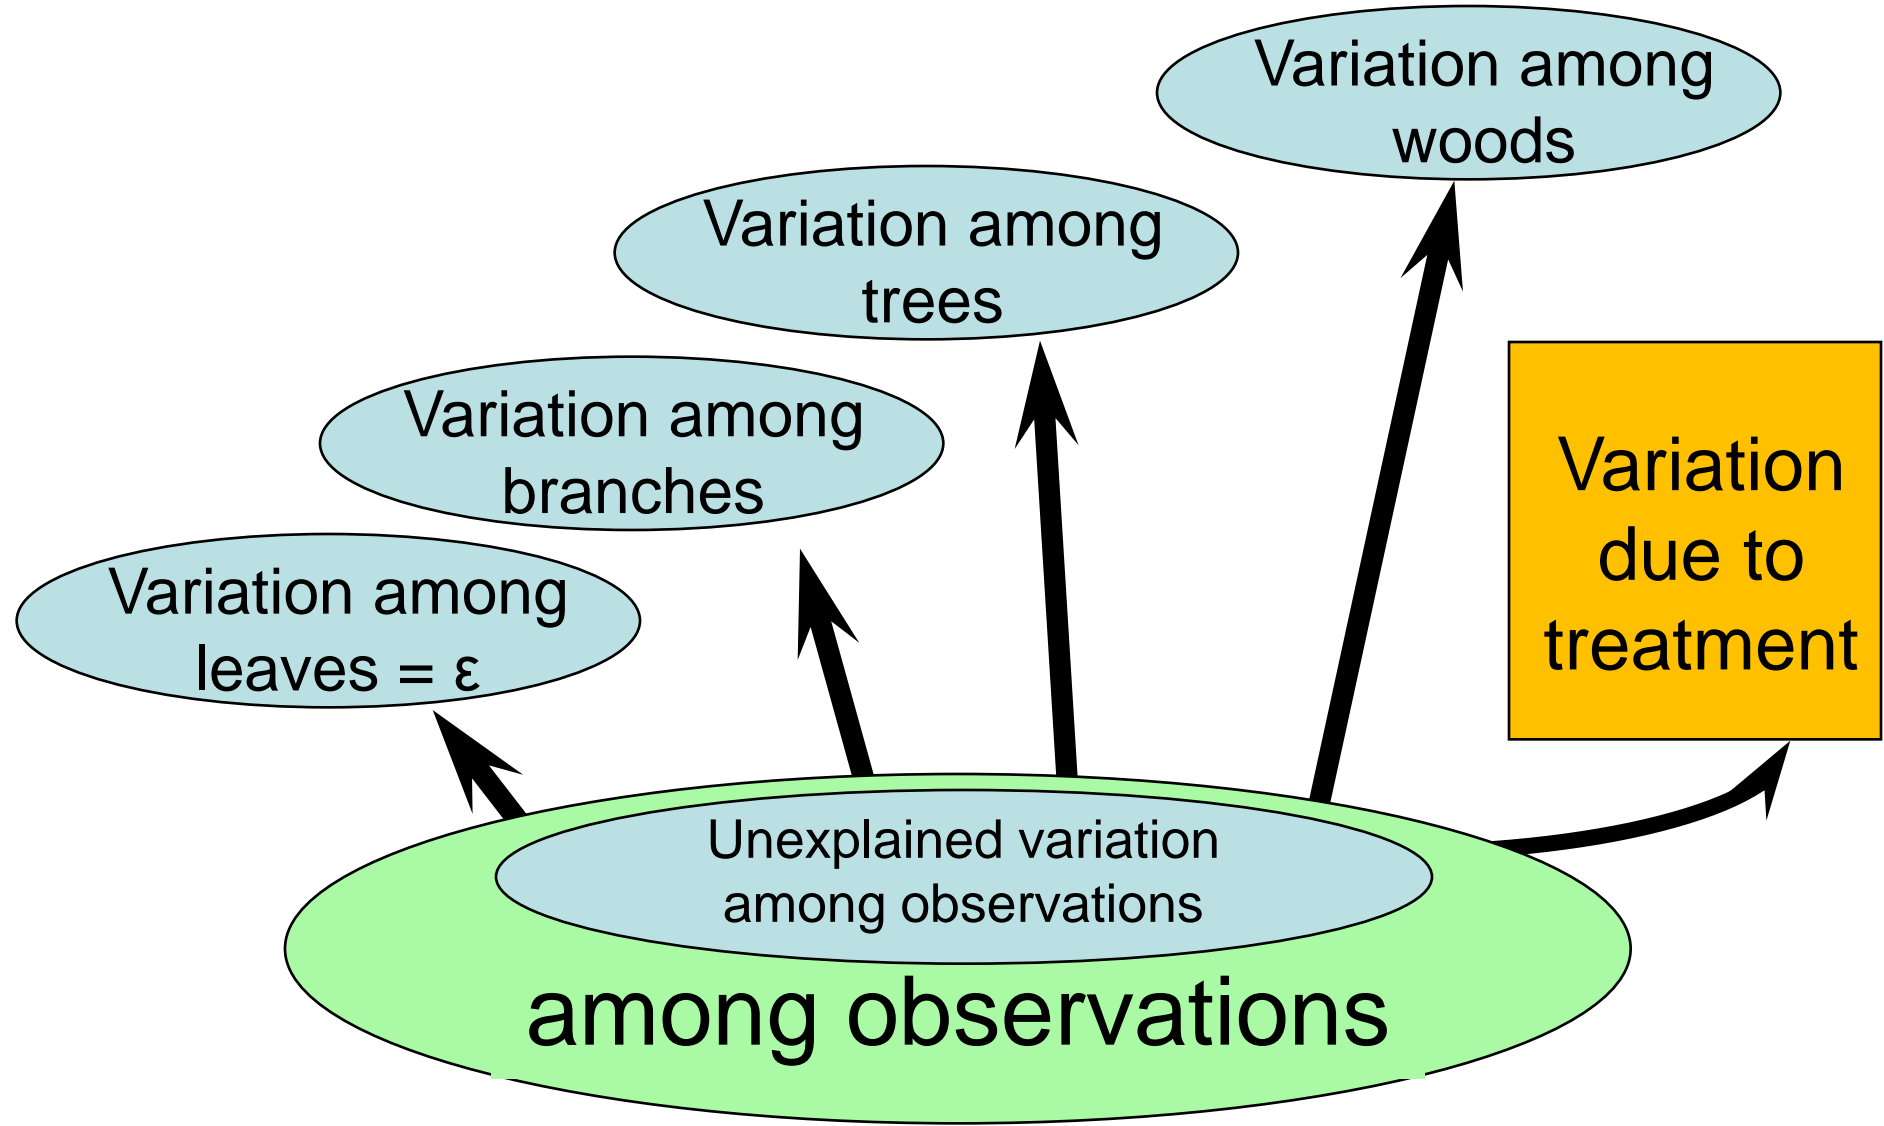 Variation among
woods
Variation among
trees
Variation among
branches
Variation among
leaves = ε
Variation
due to
treatment
Unexplained variation
among observations
among observations